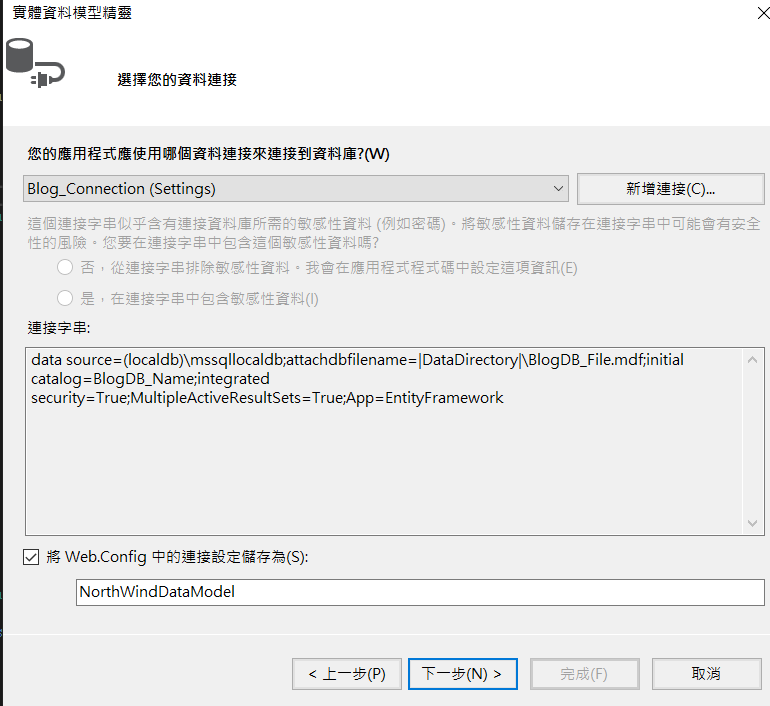 實體資料模型精靈
選擇您的資料連接
您的應用程式應使用哪個資料連接來連接到資料庫?(W)
Blog_Connection (Settings)
新增連接(C)...
這個連接字串似乎含有連接資料庫所需的敏感性資料 (例如密碼)。將敏感性資料儲存在連接字串中可能會有安全
性的風險。您要在連接字串中包含這個敏感性資料嗎?
否，從連接字串排除敏感性資料。我會在應用程式程式碼中設定這項資訊(E)
是，在連接字串中包含敏感性資料(I)
連接字串:
data source=(localdb)\mssqllocaldb;attachdbfilename=|DataDirectory|\BlogDB_File.mdf;initial
catalog=BlogDB_Name;integrated
security=True;MultipleActiveResultSets=True;App=EntityFramework
將 Web.Config 中的連接設定儲存為(S):
NorthWindDataModel
< 上一步(P)
下一步(N) >
完成(F)
取消